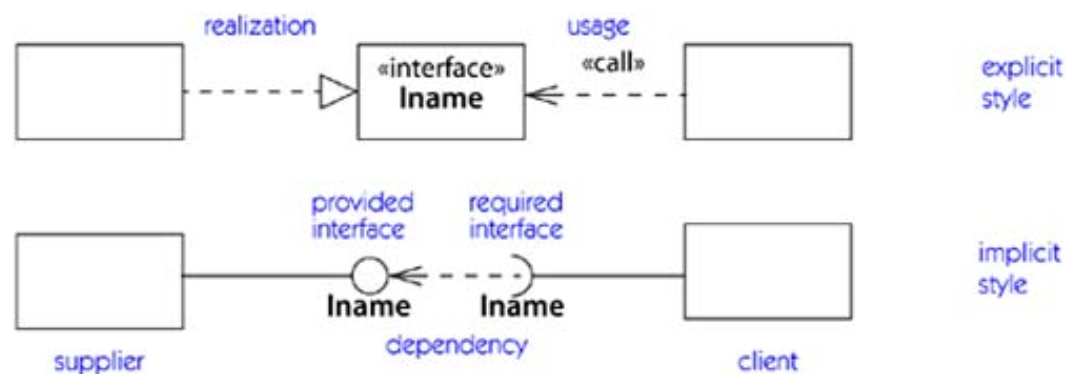 realization
usage
«interface»
Iname
«call»
explicit
style
provided
interface
required
interface
Iname
Iname
dependency
implicit
style
supplier
client